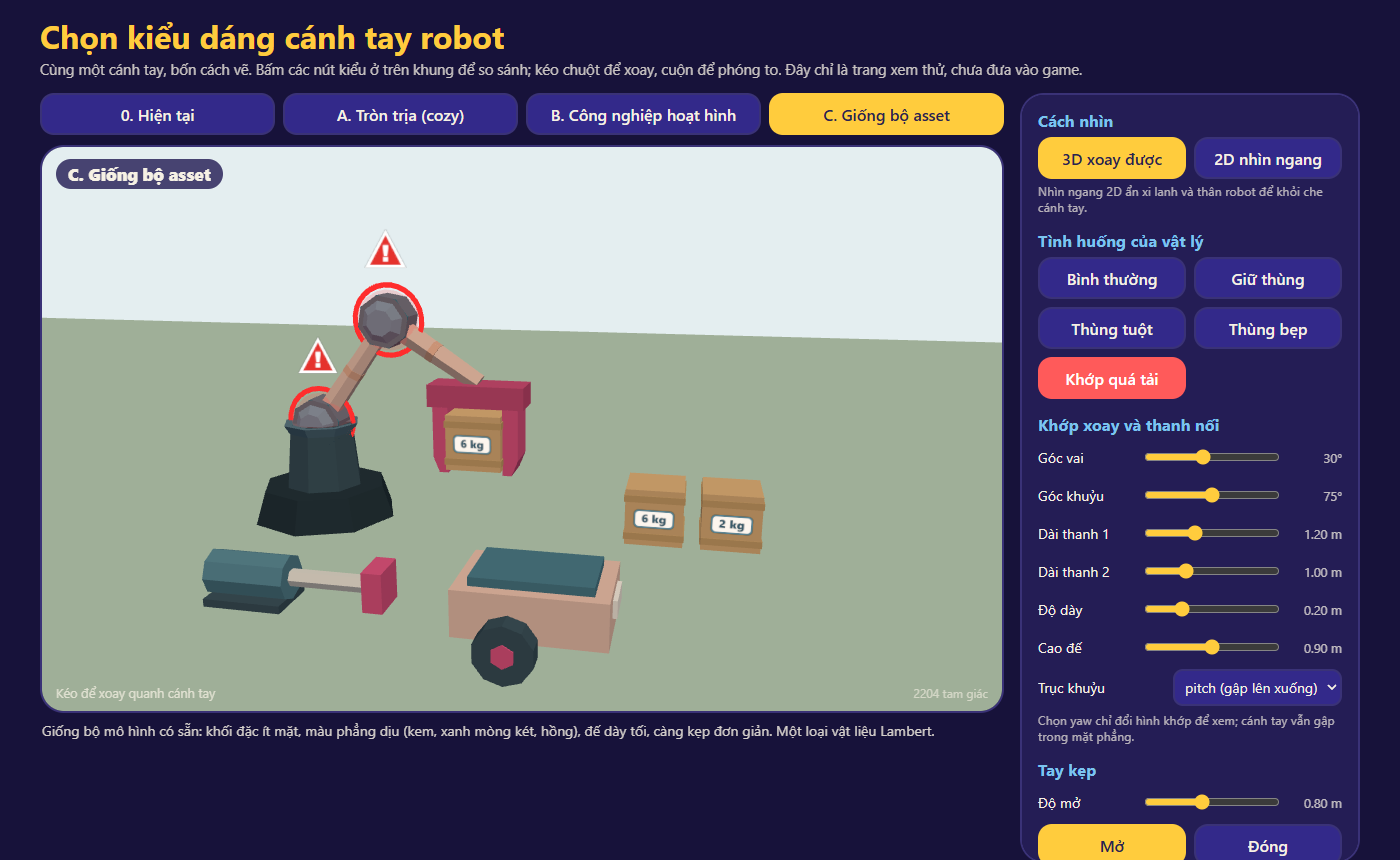 Chọn kiểu dáng cánh tay robot
Cùng một cánh tay, bốn cách vẽ. Bấm các nút kiểu ở trên khung để so sánh; kéo chuột để xoay, cuộn để phóng to. Đây chỉ là trang xem thử, chưa đưa vào game.
0. Hiện tại
A. Tròn trịa (cozy)
B. Công nghiệp hoạt hình
C. Giống bộ asset
C. Giống bộ asset
6 kg
6 kg
2 kg
Kéo để xoay quanh cánh tay
2204 tam giác
Giống bộ mô hình có sẵn: khối đặc ít mặt, màu phẳng dịu (kem, xanh mòng két, hồng), đế dày tối, càng kẹp đơn giản. Một loại vật liệu Lambert.
Cách nhìn
3D xoay được
2D nhìn ngang
Nhìn ngang 2D ẩn xi lanh và thân robot để khỏi che
cánh tay.
Tình huống của vật lý
Bình thường
Giữ thùng
Thùng tuột
Thùng bẹp
Khớp quá tải
Khớp xoay và thanh nối
Góc vai
30°
Góc khuỷu
75°
Dài thanh 1
1.20 m
Dài thanh 2
1.00 m
Độ dày
0.20 m
Cao đế
0.90 m
Trục khuỷu
pitch (gập lên xuống)
Chọn yaw chỉ đổi hình khớp để xem; cánh tay vẫn gập
trong mặt phẳng.
Tay kẹp
Độ mở
0.80 m
Mở
Đóng